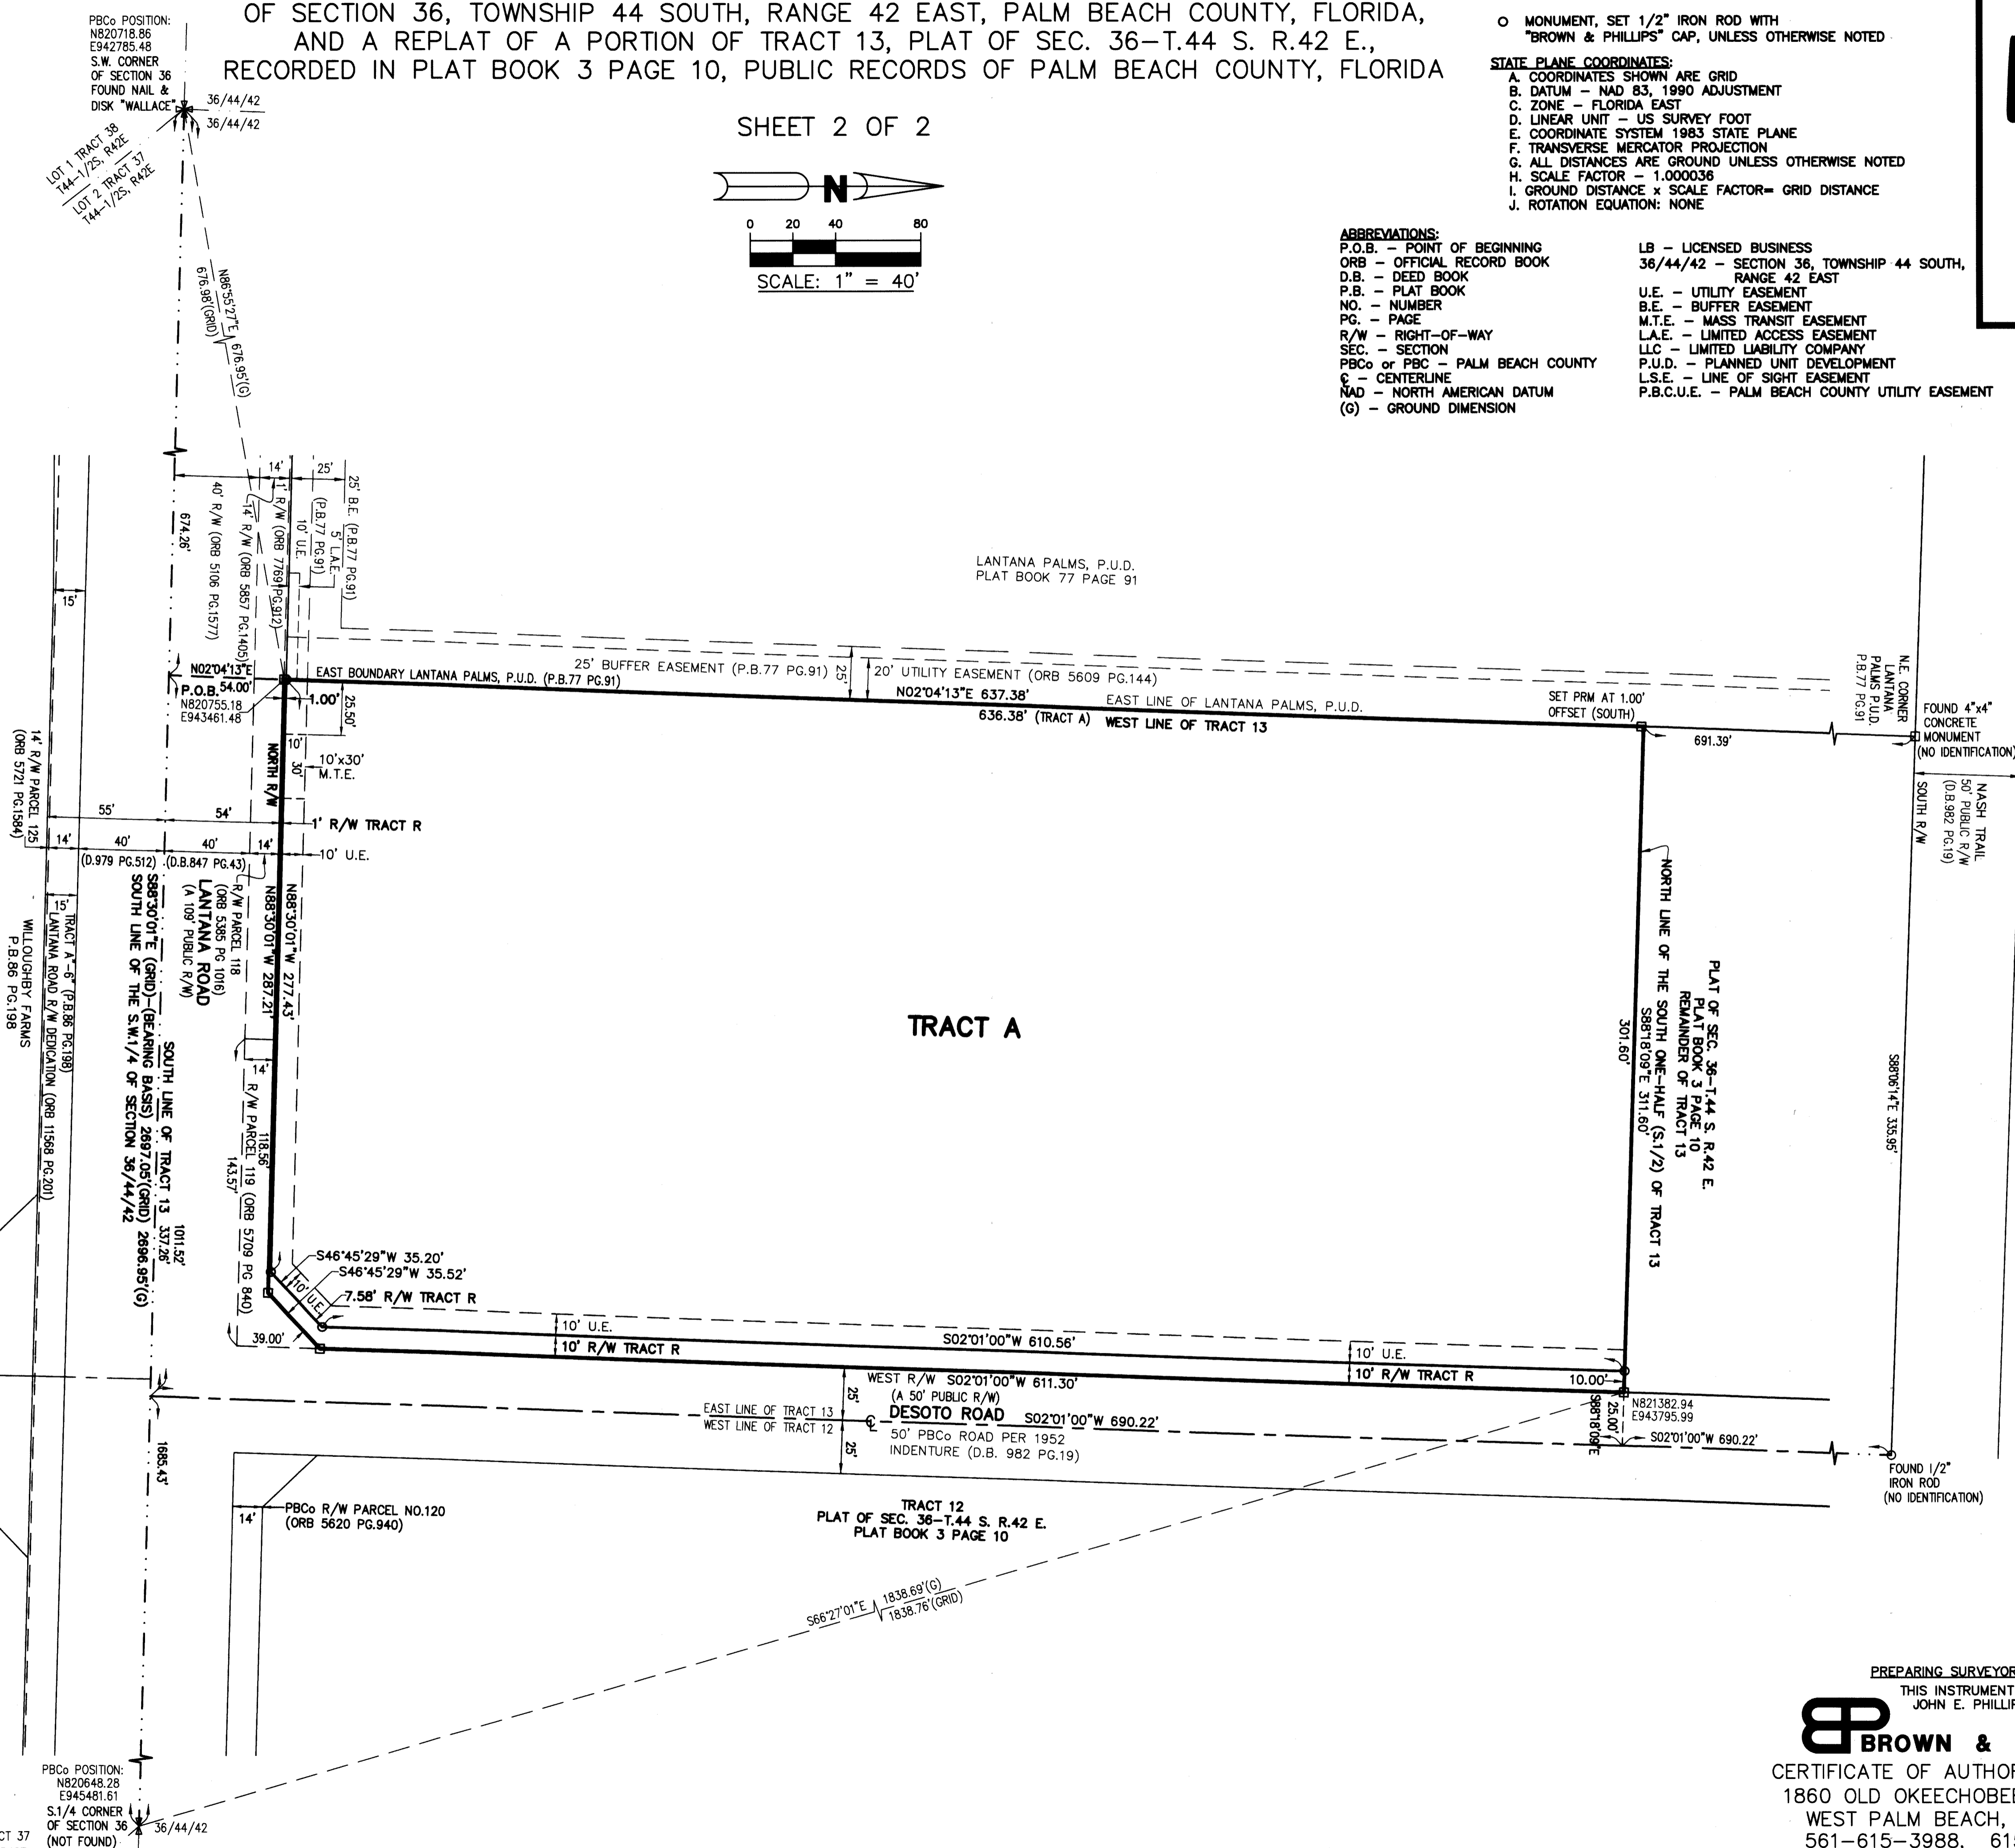 OF SECTION 36, TOWNSHIP 44 SOUTH, RANGE 42 EAST, PALM BEACH COUNTY, FLORIDA,
AND A REPLAT OF A PORTION OF TRACT 13, PLAT OF SEC. 36-T.44 S. R.42 E.,
RECORDED IN PLAT BOOK 3 PAGE 10, PUBLIC RECORDS OF PALM BEACH COUNTY, FLORIDA
PBCo POSITION:
N820718.86
E942785.48
S.W. CORNER
OF SECTION 36
FOUND NAIL &
DISK "WALLACE"
36/44/42
36/44/42
LOT 1 TRACT 38
T44-1/2S, R42E
LOT 2 TRACT 37
T44-1/2S, R42E
SHEET 2 OF 2
N
0 20 40 80
SCALE: 1" = 40'
O MONUMENT, SET 1/2" IRON ROD WITH
"BROWN & PHILLIPS" CAP, UNLESS OTHERWISE NOTED
STATE PLANE COORDINATES:
A. COORDINATES SHOWN ARE GRID
B. DATUM - NAD 83, 1990 ADJUSTMENT
C. ZONE - FLORIDA EAST
D. LINEAR UNIT - US SURVEY FOOT
E. COORDINATE SYSTEM 1983 STATE PLANE
F. TRANSVERSE MERCATOR PROJECTION
G. ALL DISTANCES ARE GROUND UNLESS OTHERWISE NOTED
H. SCALE FACTOR - 1.000036
I. GROUND DISTANCE x SCALE FACTOR= GRID DISTANCE
J. ROTATION EQUATION: NONE
ABBREVIATIONS:
P.O.B. - POINT OF BEGINNING
ORB - OFFICIAL RECORD BOOK
D.B. - DEED BOOK
P.B. - PLAT BOOK
NO. - NUMBER
PG. - PAGE
R/W - RIGHT-OF-WAY
SEC. - SECTION
PBCo or PBC - PALM BEACH COUNTY
℄ - CENTERLINE
NAD - NORTH AMERICAN DATUM
(G) - GROUND DIMENSION
LB - LICENSED BUSINESS
36/44/42 - SECTION 36, TOWNSHIP 44 SOUTH,
RANGE 42 EAST
U.E. - UTILITY EASEMENT
B.E. - BUFFER EASEMENT
M.T.E. - MASS TRANSIT EASEMENT
L.A.E. - LIMITED ACCESS EASEMENT
LLC - LIMITED LIABILITY COMPANY
P.U.D. - PLANNED UNIT DEVELOPMENT
L.S.E. - LINE OF SIGHT EASEMENT
P.B.C.U.E. - PALM BEACH COUNTY UTILITY EASEMENT
N86°55'27"E 676.95'(G)
676.98'(GRID)
674.26'
40' R/W (ORB 5106 PG.1577)
14' R/W (ORB 5857 PG.1405)
1' R/W (ORB 7769 PG.912)
14'
25'
10' U.E.
(P.B.77 PG.91)
5' L.A.E.
25' B.E. (P.B.77 PG.91)
15'
LANTANA PALMS, P.U.D.
PLAT BOOK 77 PAGE 91
N02°04'13"E
54.00'
P.O.B.
N820755.18
E943461.48
EAST BOUNDARY LANTANA PALMS, P.U.D. (P.B.77 PG.91)
25' BUFFER EASEMENT (P.B.77 PG.91)
25'
20' UTILITY EASEMENT (ORB 5609 PG.144)
N02°04'13"E 637.38'
EAST LINE OF LANTANA PALMS, P.U.D.
636.38' (TRACT A)
WEST LINE OF TRACT 13
SET PRM AT 1.00'
OFFSET (SOUTH)
691.39'
N.E. CORNER
LANTANA
PALMS P.U.D.
P.B.77 PG.91
FOUND 4"x4"
CONCRETE
MONUMENT
(NO IDENTIFICATION)
NASH TRAIL
50' PUBLIC R/W
(D.B.982 PG.19)
SOUTH R/W
1.00'
25.50'
10'
30'
10'x30'
M.T.E.
NORTH R/W
1' R/W TRACT R
10' U.E.
14' R/W PARCEL 125
(ORB 5721 PG.1584)
55'
54'
14'
40'
40'
14'
(D.979 PG.512)
(D.B.847 PG.43)
15'
R/W PARCEL 118
(ORB 5385 PG 1016)
LANTANA ROAD
(A 109' PUBLIC R/W)
N88°30'01"W 277.43'
N88°30'01"W 287.21'
S88°30'01"E (GRID)-(BEARING BASIS) 2697.05'(GRID) 2696.95'(G)
SOUTH LINE OF THE S.W.1/4 OF SECTION 36/44/42
SOUTH LINE OF TRACT 13 337.26'
1011.52'
TRACT A"-6" (P.B.86 PG.198)
LANTANA ROAD R/W DEDICATION (ORB 11568 PG.201)
WILLOUGHBY FARMS
P.B.86 PG.198
14'
R/W PARCEL 119 (ORB 5709 PG 840)
118.56'
143.57'
TRACT A
301.60'
S88°18'09"E 311.60'
NORTH LINE OF THE SOUTH ONE-HALF (S.1/2) OF TRACT 13
REMAINDER OF TRACT 13
PLAT BOOK 3 PAGE 10
PLAT OF SEC. 36-T.44 S. R.42 E.
S88°06'14"E 335.95'
S46°45'29"W 35.20'
S46°45'29"W 35.52'
10' U.E.
7.58' R/W TRACT R
39.00'
10' U.E.
10' R/W TRACT R
S02°01'00"W 610.56'
10' U.E.
10' R/W TRACT R
10.00'
WEST R/W S02°01'00"W 611.30'
(A 50' PUBLIC R/W)
25'
EAST LINE OF TRACT 13
WEST LINE OF TRACT 12
℄
DESOTO ROAD
S02°01'00"W 690.22'
50' PBCo ROAD PER 1952
INDENTURE (D.B. 982 PG.19)
25'
N821382.94
E943795.99
25.00'
S88°18'09"E
S02°01'00"W 690.22'
FOUND 1/2"
IRON ROD
(NO IDENTIFICATION)
1685.43'
14'
PBCo R/W PARCEL NO.120
(ORB 5620 PG.940)
TRACT 12
PLAT OF SEC. 36-T.44 S. R.42 E.
PLAT BOOK 3 PAGE 10
S66°27'01"E 1838.69'(G)
1838.76'(GRID)
PBCo POSITION:
N820648.28
E945481.61
S.1/4 CORNER
OF SECTION 36
(NOT FOUND)
36/44/42
CT 37
PREPARING SURVEYOR
THIS INSTRUMENT
JOHN E. PHILLI
BP
BROWN &
CERTIFICATE OF AUTHOR
1860 OLD OKEECHOBEE
WEST PALM BEACH,
561-615-3988, 61